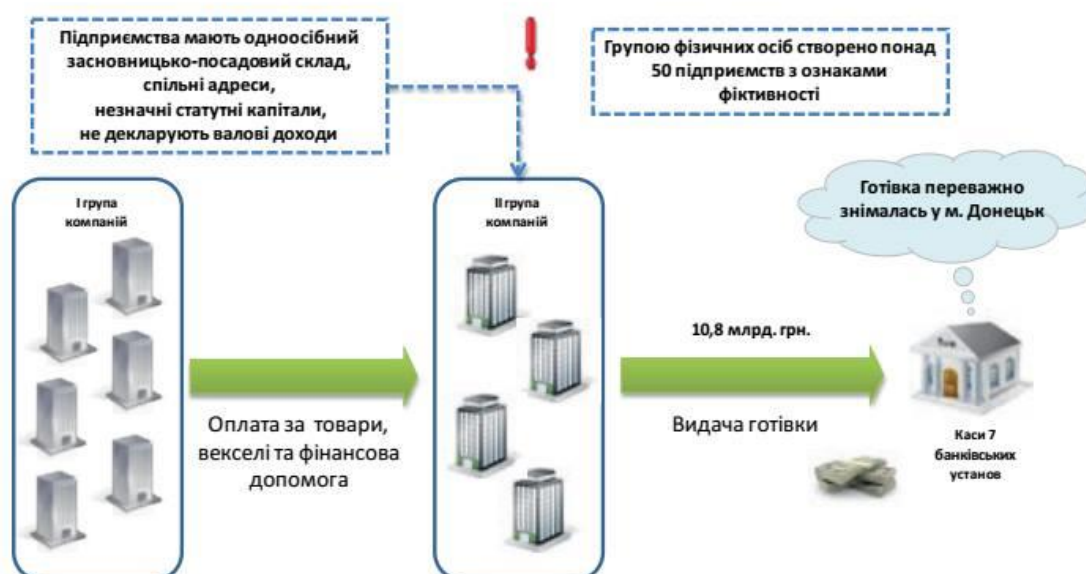 Підприємства мають одноосібний
засновницько-посадовий склад,
спільні адреси,
незначні статутні капітали,
не декларують валові доходи
Групою фізичних осіб створено понад
50 підприємств з ознаками
фіктивності
І група
компаній
ІІ група
компаній
Готівка переважно
знімалась у м. Донецьк
10,8 млрд. грн.
Оплата за товари,
векселі та фінансова
допомога
Видача готівки
Каси 7
банківських
установ